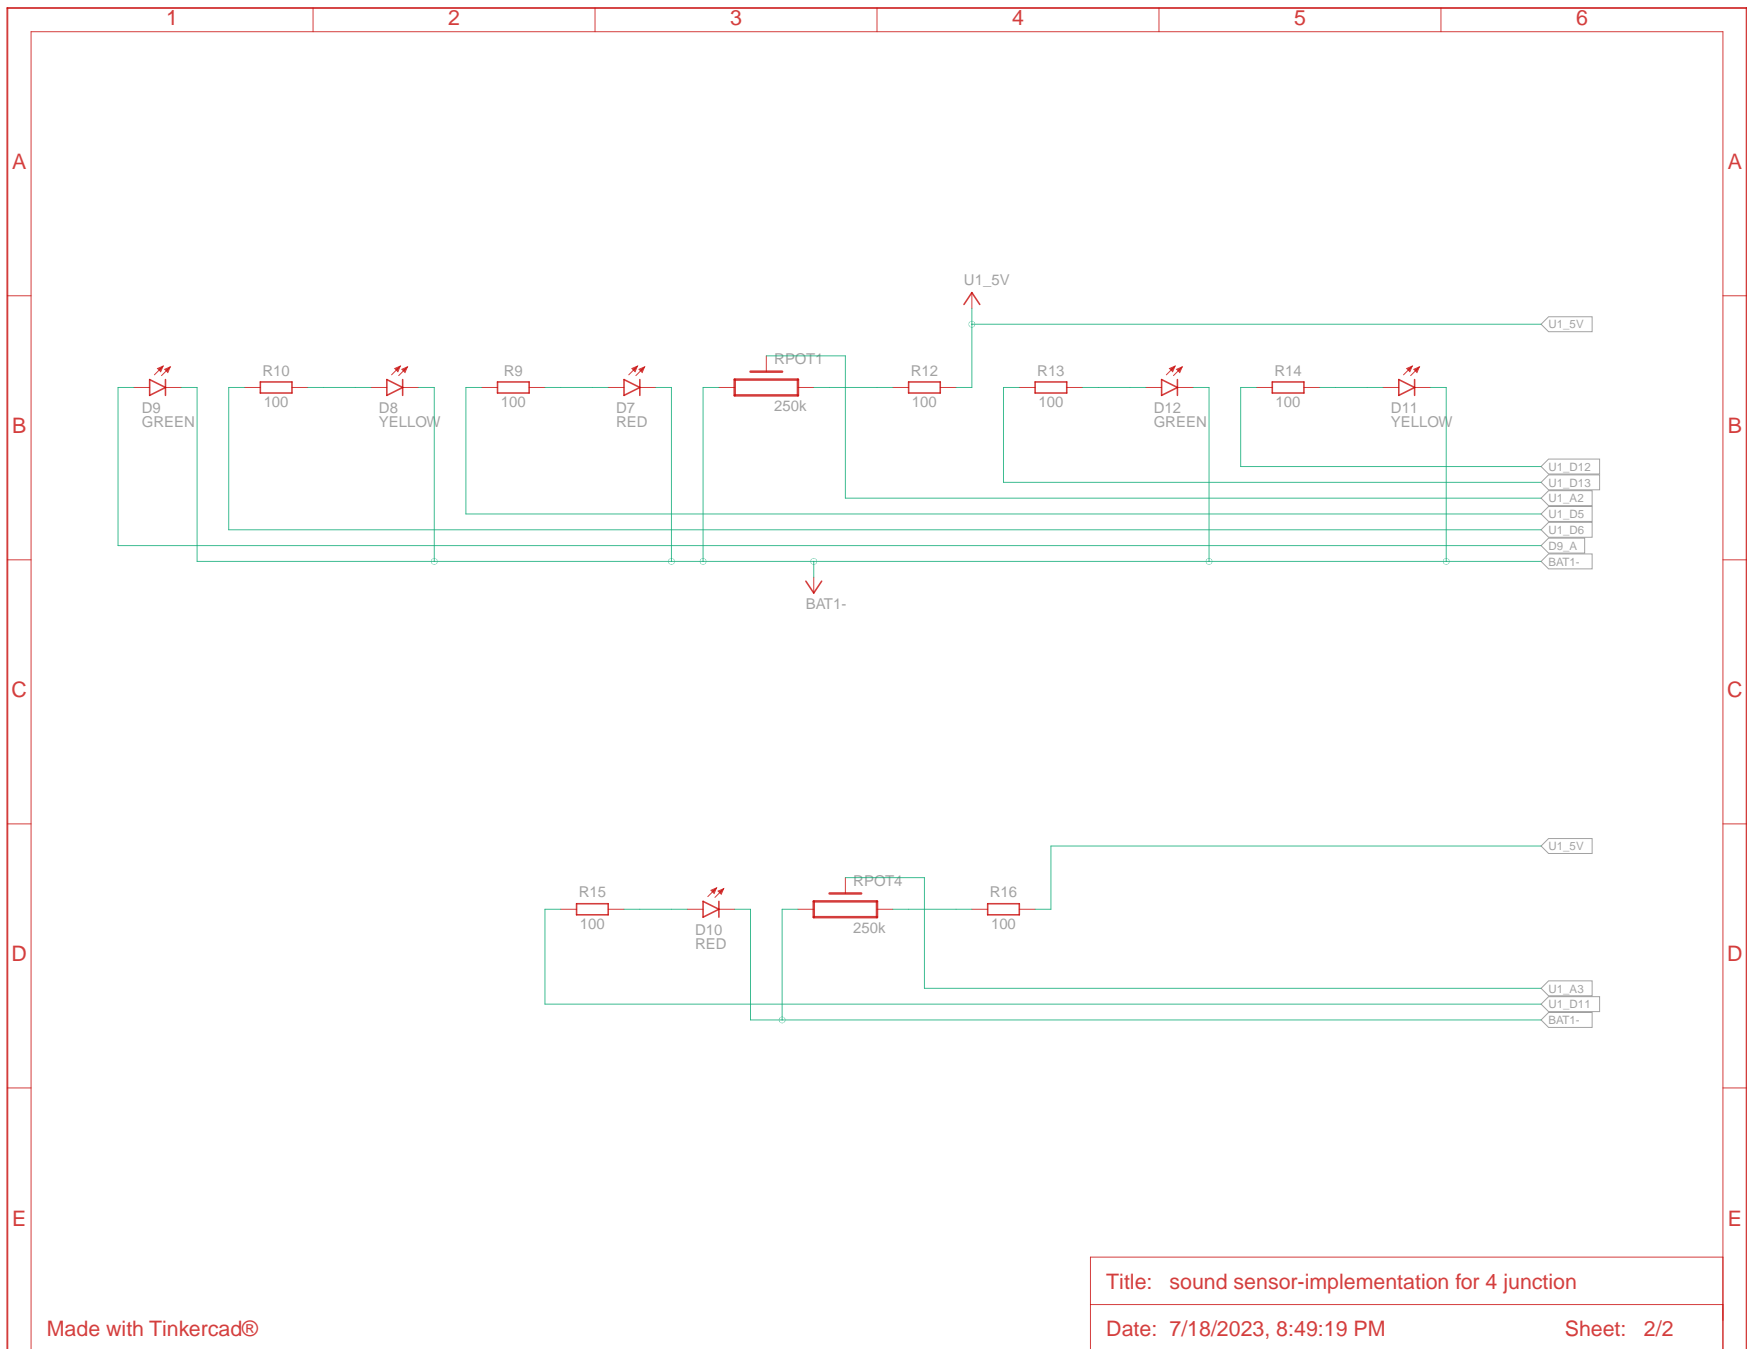 1 2 3 4 5 6
A A
U1_5V
U1_5V
RPOT1
R10 R9 R12 R13 R14
100 100 250k 100 100 100
D9 D8 D7 D12 D11
GREEN YELLOW RED GREEN YELLOW
B B
U1_D12
U1_D13
U1_A2
U1_D5
U1_D6
D9_A
BAT1-
BAT1-
C C
U1_5V
RPOT4
R15 R16
100 250k 100
D10
RED
D D
U1_A3
U1_D11
BAT1-
E E
Title: sound sensor-implementation for 4 junction
Made with Tinkercad® Date: 7/18/2023, 8:49:19 PM Sheet: 2/2